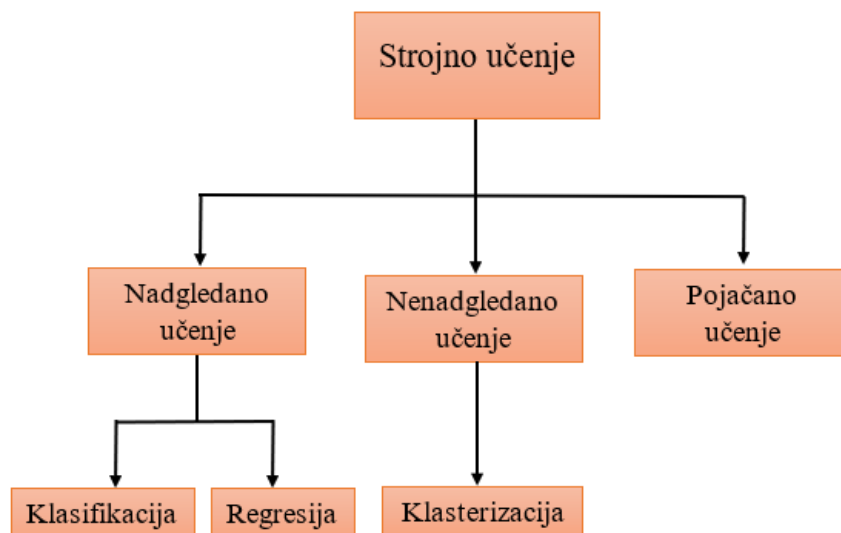 Strojno učenje
Nadgledano
učenje
Nenadgledano
učenje
Pojačano
učenje
Klasifikacija
Regresija
Klasterizacija